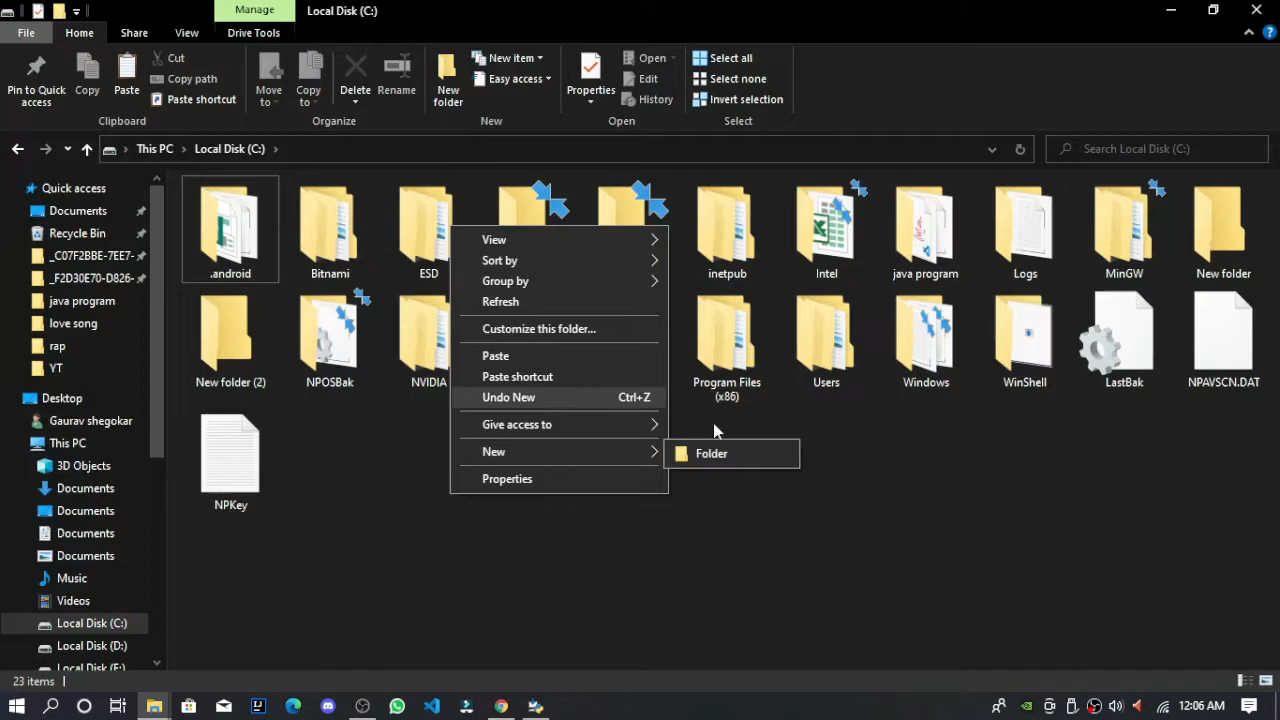 Manage
Local Disk (C:)
File
Home
Share
View
Drive Tools
Pin to Quick
access
Copy
Paste
Cut
Copy path
Paste shortcut
Clipboard
Move
to
Copy
to
Delete
Rename
Organize
New
folder
New item
Easy access
New
Properties
Open
Edit
History
Open
Select all
Select none
Invert selection
Select
This PC
Local Disk (C:)
Search Local Disk (C:)
Quick access
Documents
Recycle Bin
_C07F2BBE-7EE7-
_F2D30E70-D826-
java program
love song
rap
YT
Desktop
Gaurav shegokar
This PC
3D Objects
Documents
Documents
Documents
Documents
Music
Videos
Local Disk (C:)
Local Disk (D:)
Local Disk (E:)
.android
Bitnami
ESD
inetpub
Intel
java program
Logs
MinGW
New folder
New folder (2)
NPOSBak
NVIDIA
Program Files
(x86)
Users
Windows
WinShell
LastBak
NPAVSCN.DAT
NPKey
View
Sort by
Group by
Refresh
Customize this folder...
Paste
Paste shortcut
Undo New Ctrl+Z
Give access to
New
Properties
Folder
23 items
12:06 AM